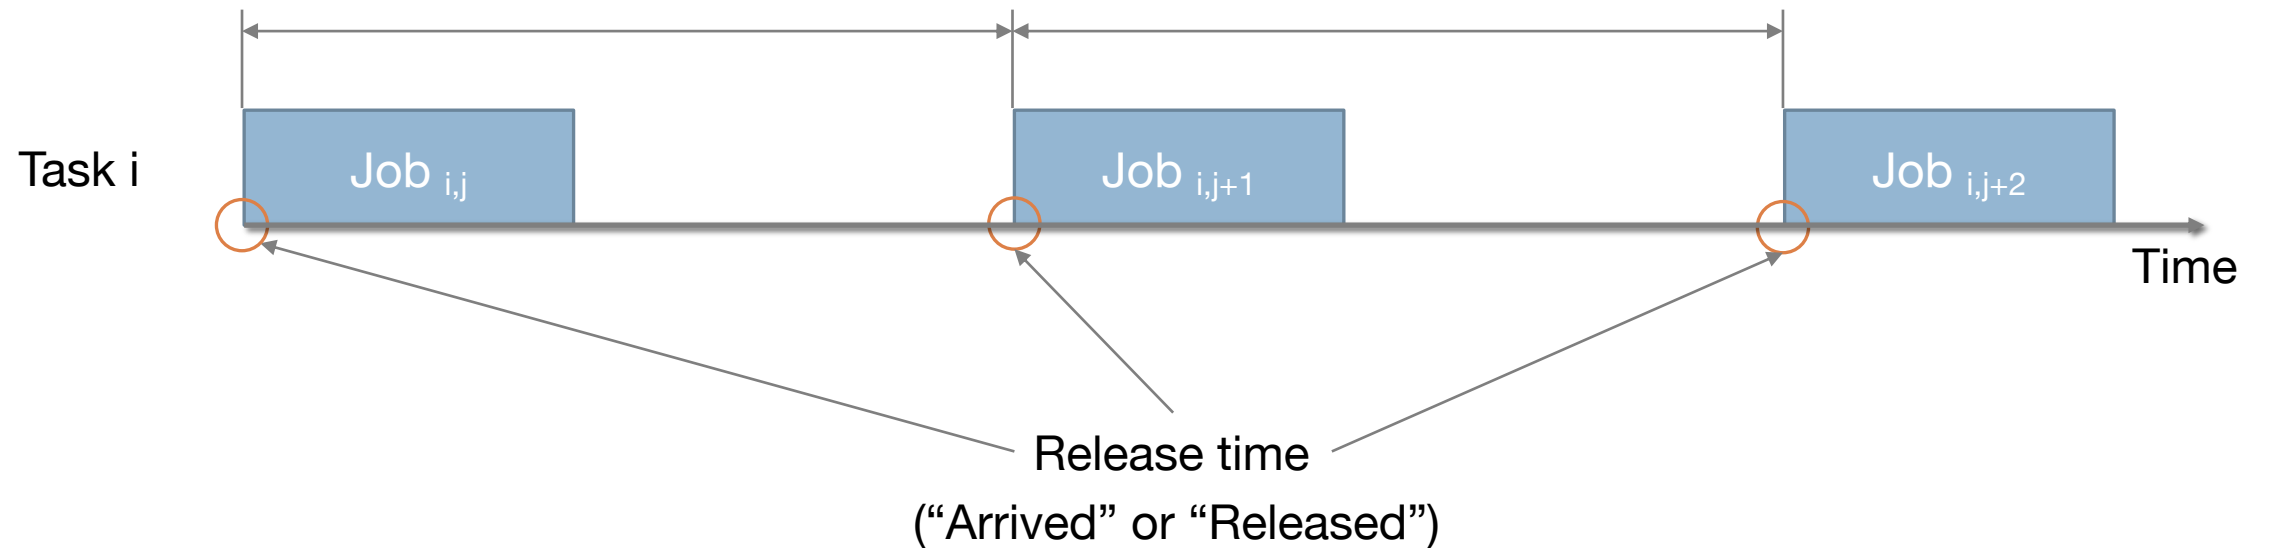 Task i
Job i,j
Job i,j+1
Job i,j+2
Time
Release time
(“Arrived” or “Released”)